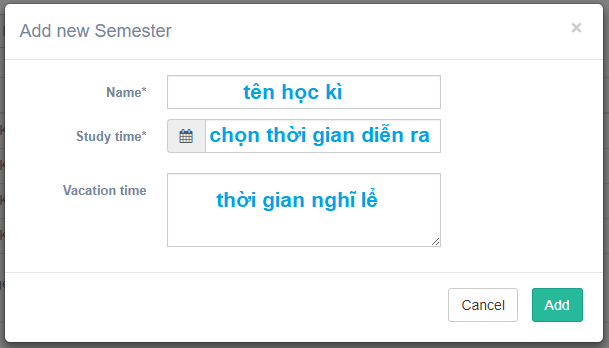 Add new Semester ×
Name* tên học kì
Study time* chọn thời gian diễn ra
Vacation time thời gian nghĩ lể
Cancel Add